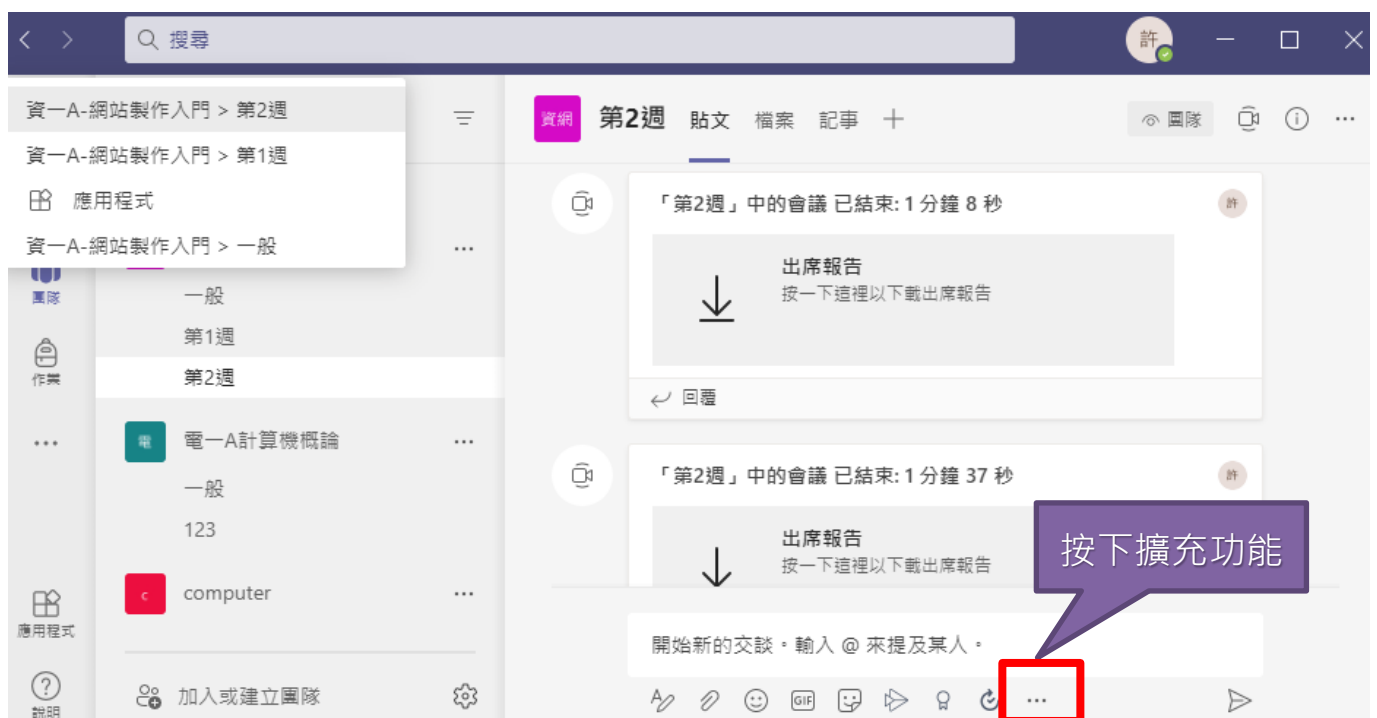 搜尋
許
資一A-網站製作入門 > 第2週
資一A-網站製作入門 > 第1週
應用程式
資一A-網站製作入門 > 一般
團隊
作業
應用程式
說明
一般
第1週
第2週
電
電一A計算機概論
一般
123
c
computer
加入或建立團隊
資網
第2週
貼文
檔案
記事
團隊
「第2週」中的會議 已結束: 1 分鐘 8 秒
許
出席報告
按一下這裡以下載出席報告
回覆
「第2週」中的會議 已結束: 1 分鐘 37 秒
許
出席報告
按一下這裡以下載出席報告
按下擴充功能
開始新的交談。輸入 @ 來提及某人。
GIF